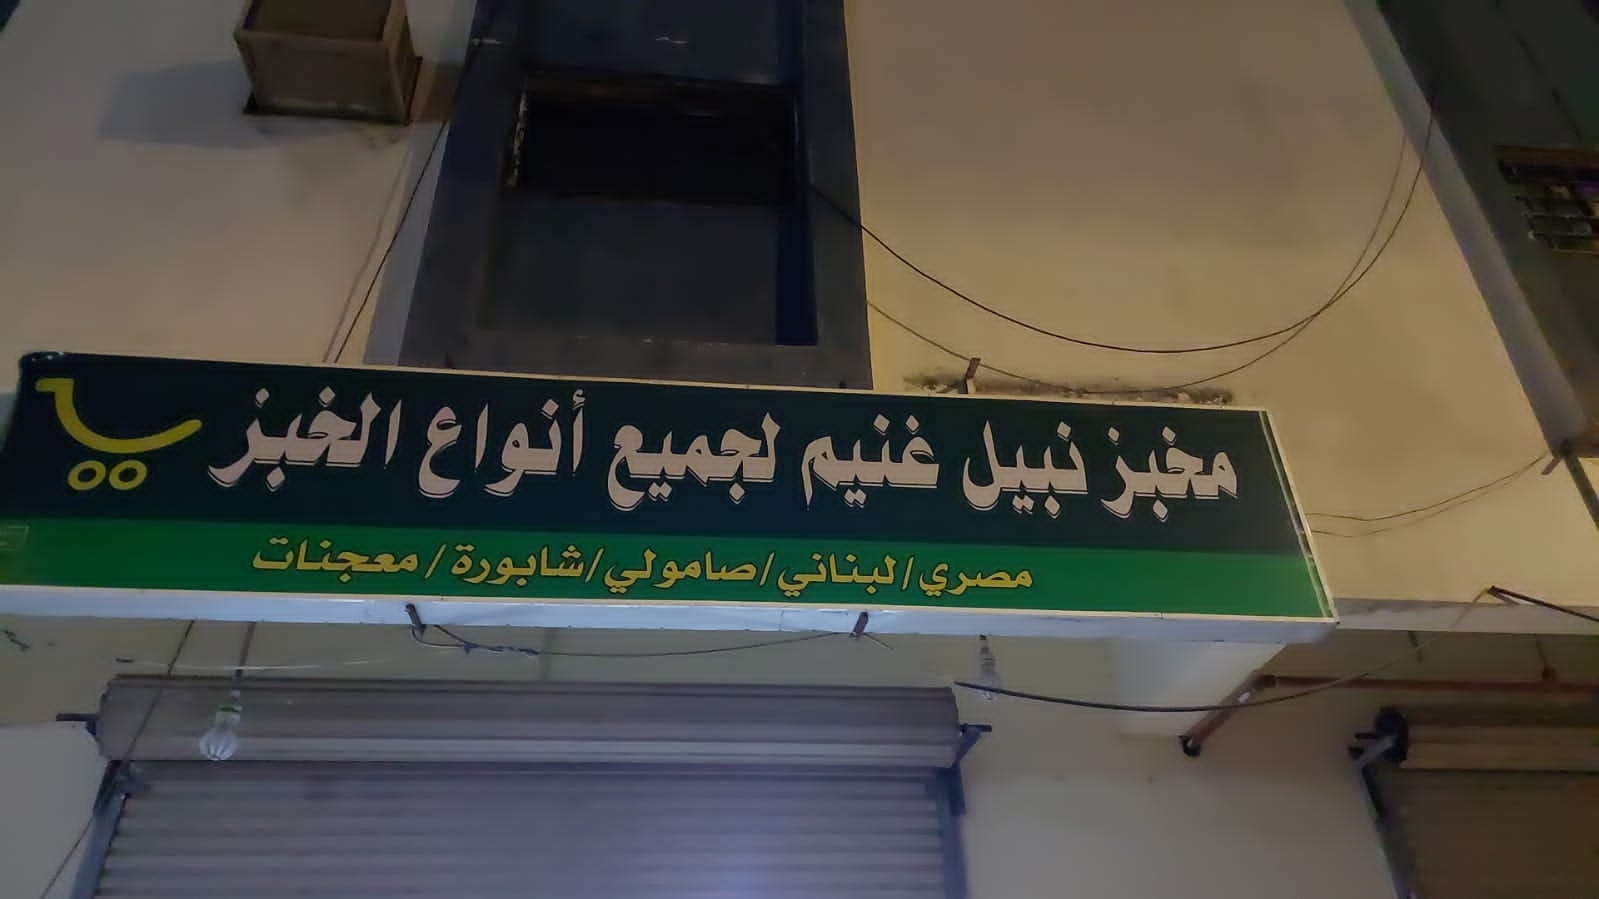 مخبز نبيل غنيم لجميع أنواع الخبز
مصري/لبناني/صامولي/شابورة/معجنات